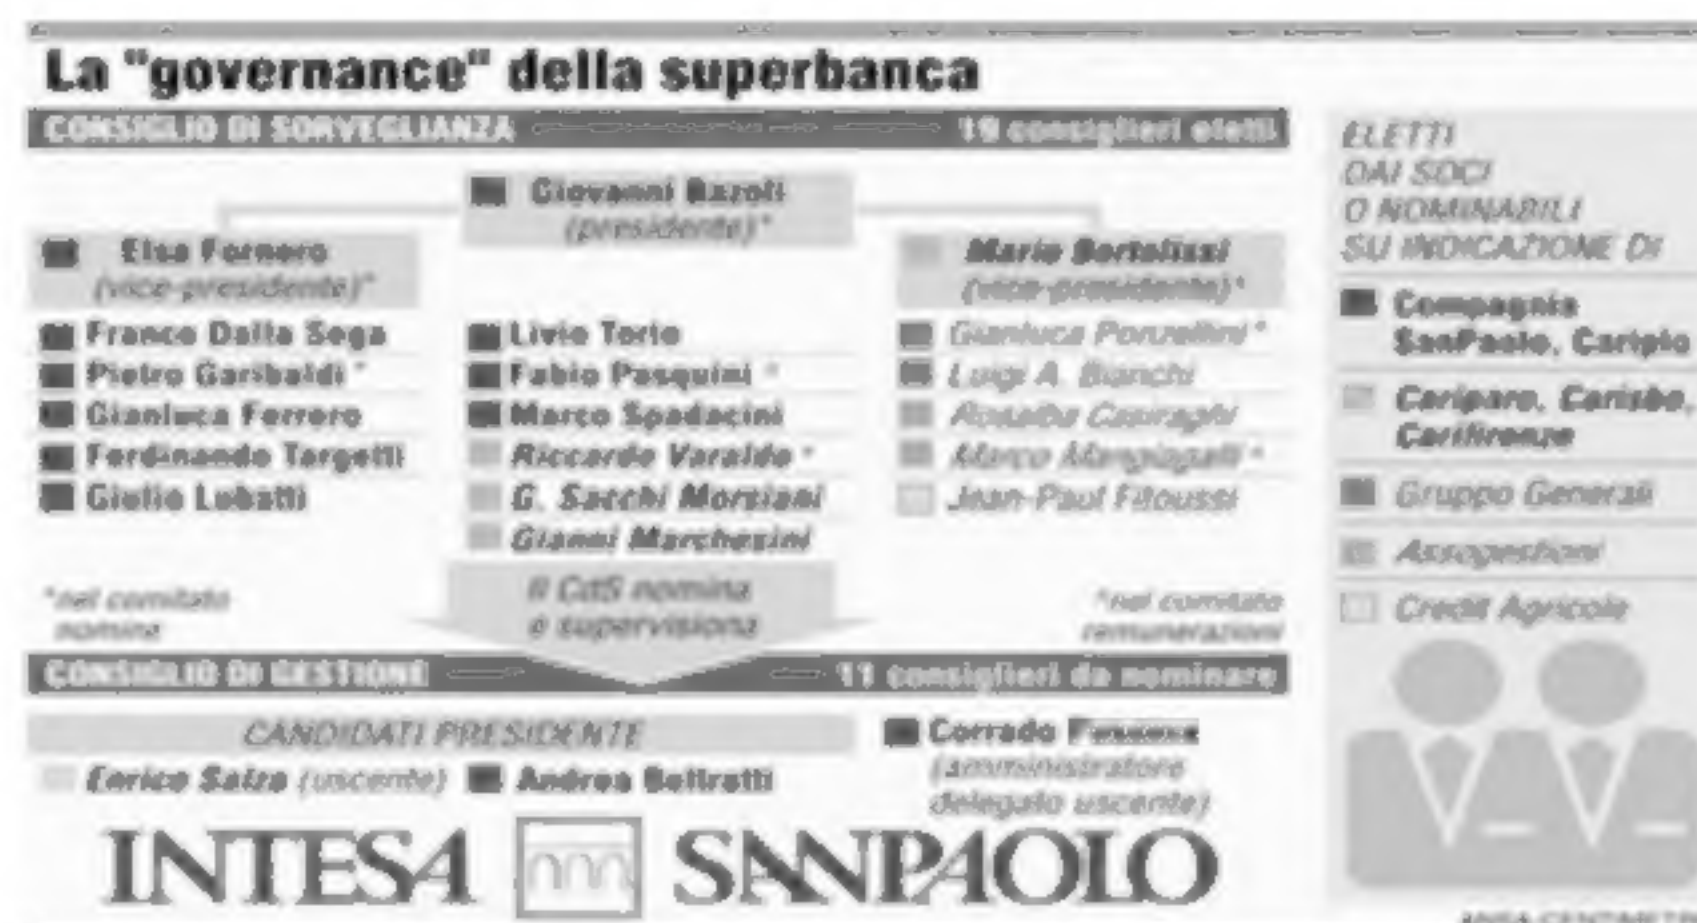 La "governance" della superbanca
CONSIGLIO DI SORVEGLIANZA 19 consiglieri eletti
Giovanni Bazoli
(presidente)*
Elsa Fornero
(vice-presidente)*
Mario Bertolissi
(vice-presidente)*
Franco Dalla Sega
Pietro Garibaldi *
Gianluca Ferrero
Ferdinando Targetti
Giulio Lubatti
Livio Torio
Fabio Pasquini *
Marco Spadacini
Riccardo Varaldo *
G. Sacchi Morsiani
Gianni Marchesini
Gianluca Ponzellini *
Luigi A. Bianchi
Rosalba Casiraghi
Marco Mangiagalli *
Jean-Paul Fitoussi
*nel comitato
nomine
Il CdS nomina
e supervisiona
*nel comitato
remunerazioni
CONSIGLIO DI GESTIONE 11 consiglieri da nominare
CANDIDATI PRESIDENTE
Enrico Salza (uscente)
Andrea Beltratti
Corrado
(amministratore
delegato uscente)
INTESA SANPAOLO
ELETTI
DAI SOCI
O NOMINABILI
SU INDICAZIONE DI
Compagnia
SanPaolo, Cariplo
Cariparo, Carisbo,
Carifirenze
Gruppo Generali
Assogestioni
Credit Agricole